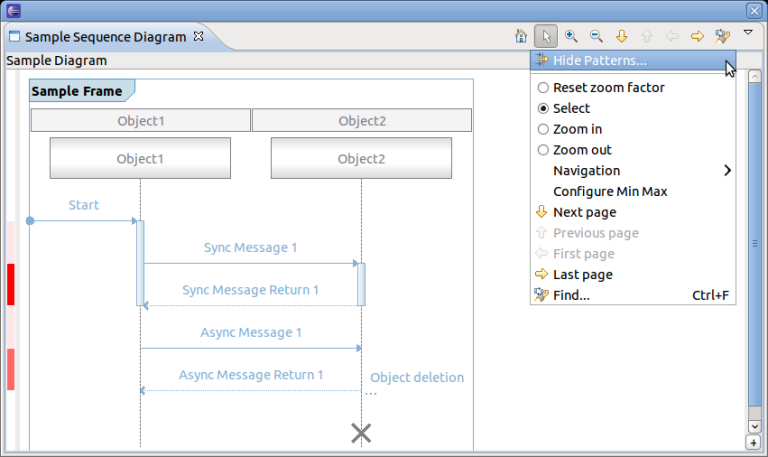 Sample Sequence Diagram
Sample Diagram
Hide Patterns...
Sample Frame
Reset zoom factor
Object1 Object2
Select
Zoom in
Object1 Object2
Zoom out
Navigation
Configure Min Max
Start
Next page
Previous page
Sync Message 1
First page
Last page
Sync Message Return 1
Find... Ctrl+F
Async Message 1
Async Message Return 1
Object deletion
...